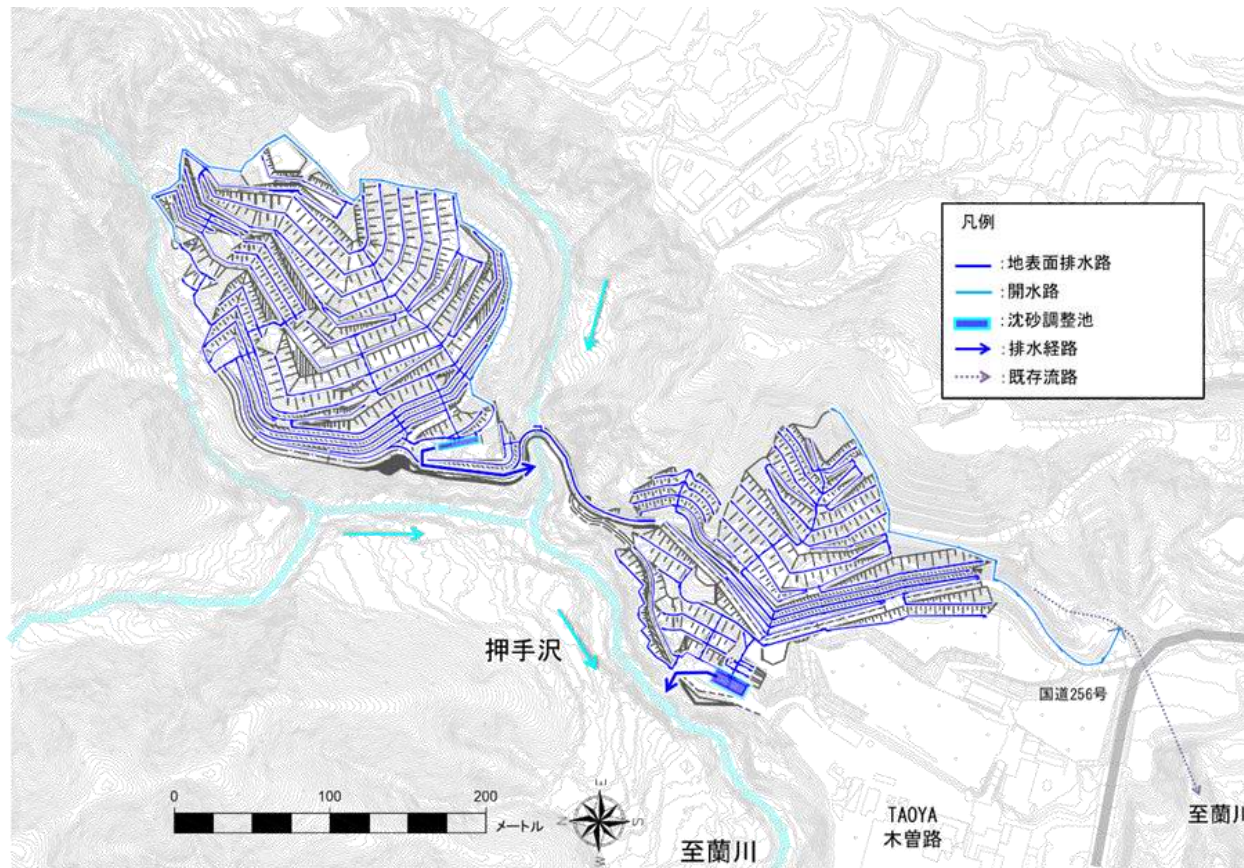 凡例
:地表面排水路
:開水路
:沈砂調整池
:排水経路
:既存流路
押手沢
国道256号
0 100 200
メートル
E
N S
W
TAOYA
木曽路
至蘭川
至蘭川